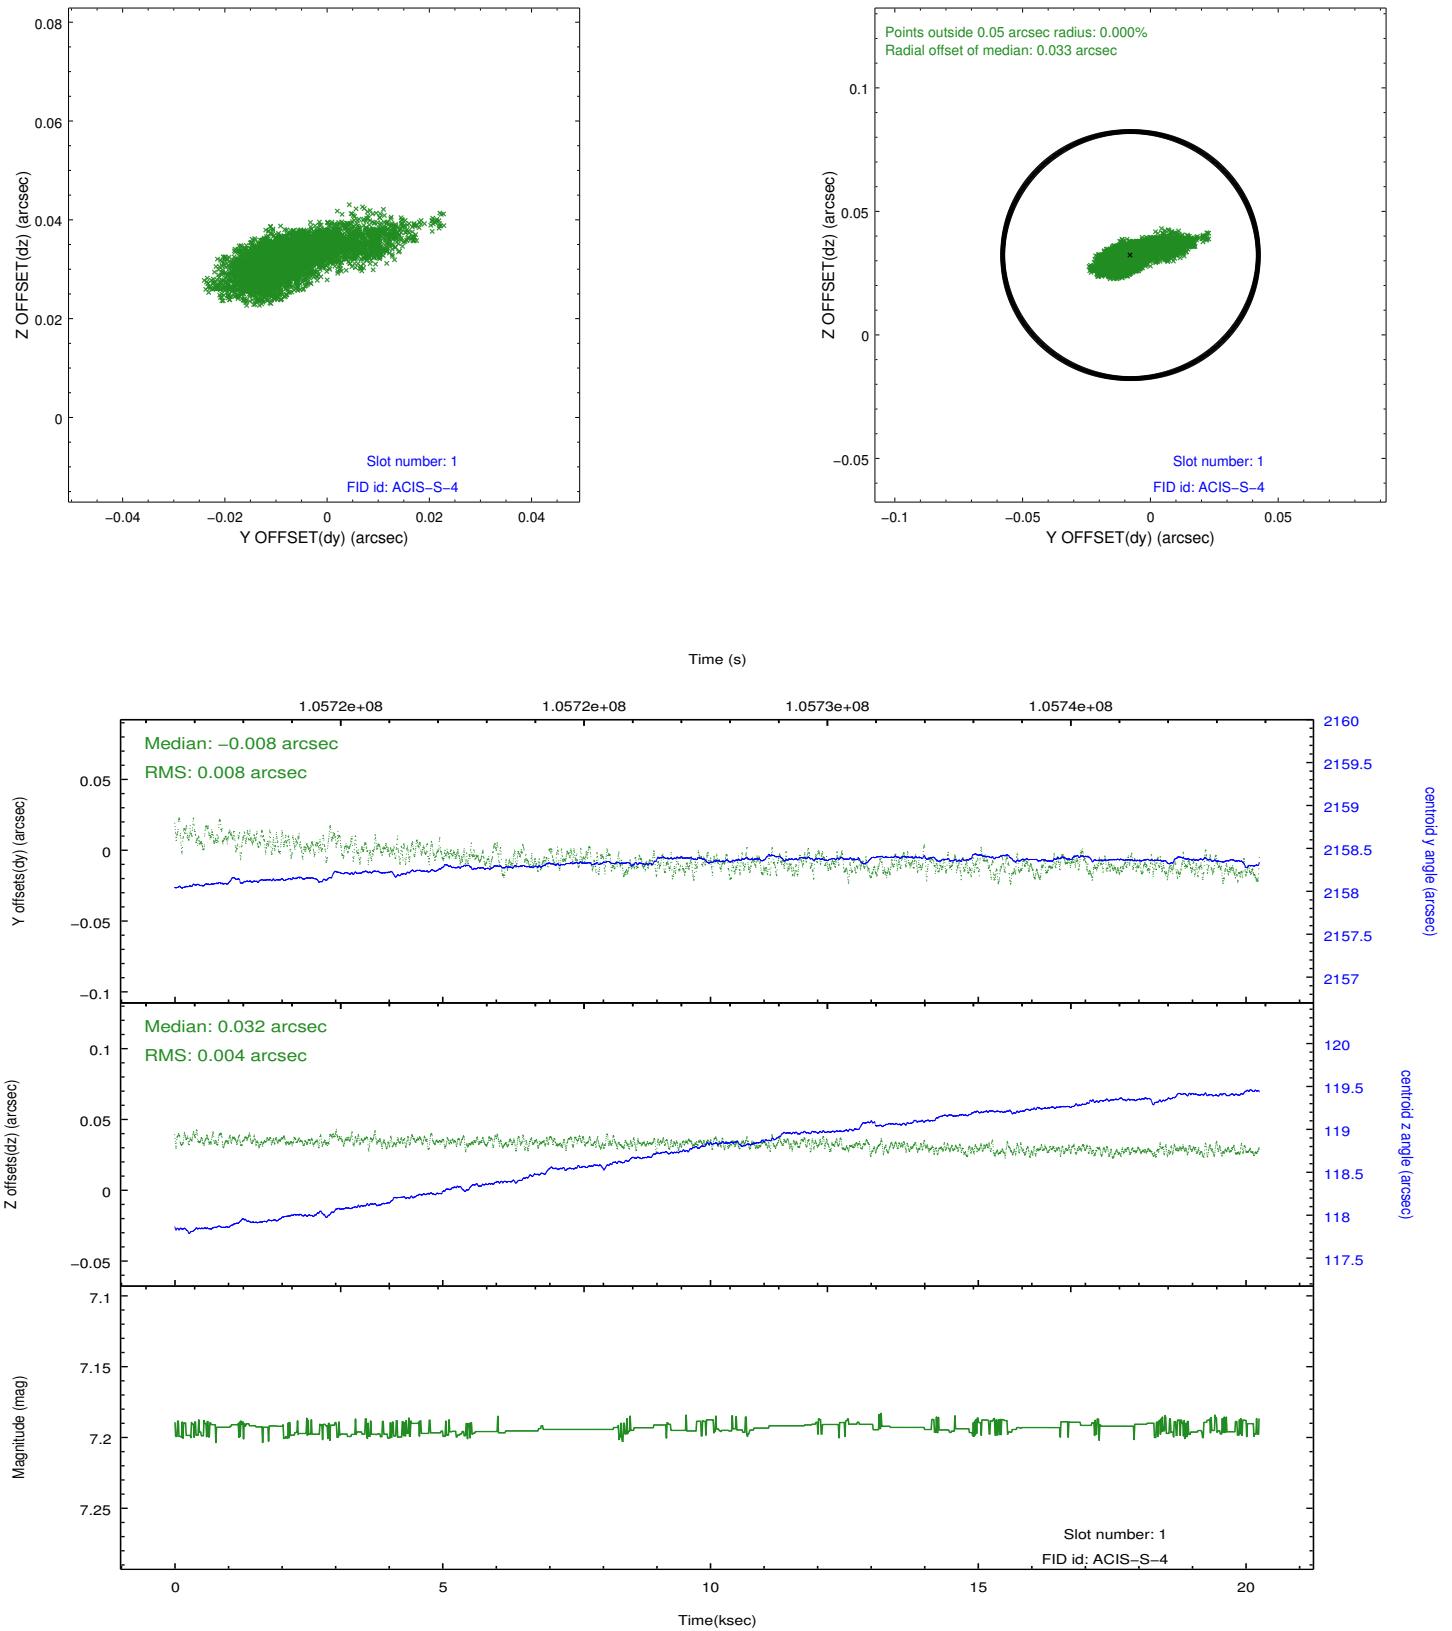 0.08
0.06
0.04
0.02
0
−0.04
−0.02
0
0.02
0.04
Z OFFSET(dz) (arcsec)
Y OFFSET(dy) (arcsec)
Slot number: 1
FID id: ACIS−S−4
Points outside 0.05 arcsec radius: 0.000%
Radial offset of median: 0.033 arcsec
0.1
0.05
0
−0.05
−0.1
−0.05
0
0.05
Z OFFSET(dz) (arcsec)
Y OFFSET(dy) (arcsec)
Slot number: 1
FID id: ACIS−S−4
Time (s)
1.0572e+08
1.0572e+08
1.0573e+08
1.0574e+08
Median: −0.008 arcsec
RMS: 0.008 arcsec
0.05
0
−0.05
−0.1
Y offsets(dy) (arcsec)
2160
2159.5
2159
2158.5
2158
2157.5
2157
centroid y angle (arcsec)
Median: 0.032 arcsec
RMS: 0.004 arcsec
0.1
0.05
0
−0.05
Z offsets(dz) (arcsec)
120
119.5
119
118.5
118
117.5
centroid z angle (arcsec)
7.1
7.15
7.2
7.25
Magnitude (mag)
Slot number: 1
FID id: ACIS−S−4
0
5
10
15
20
Time(ksec)